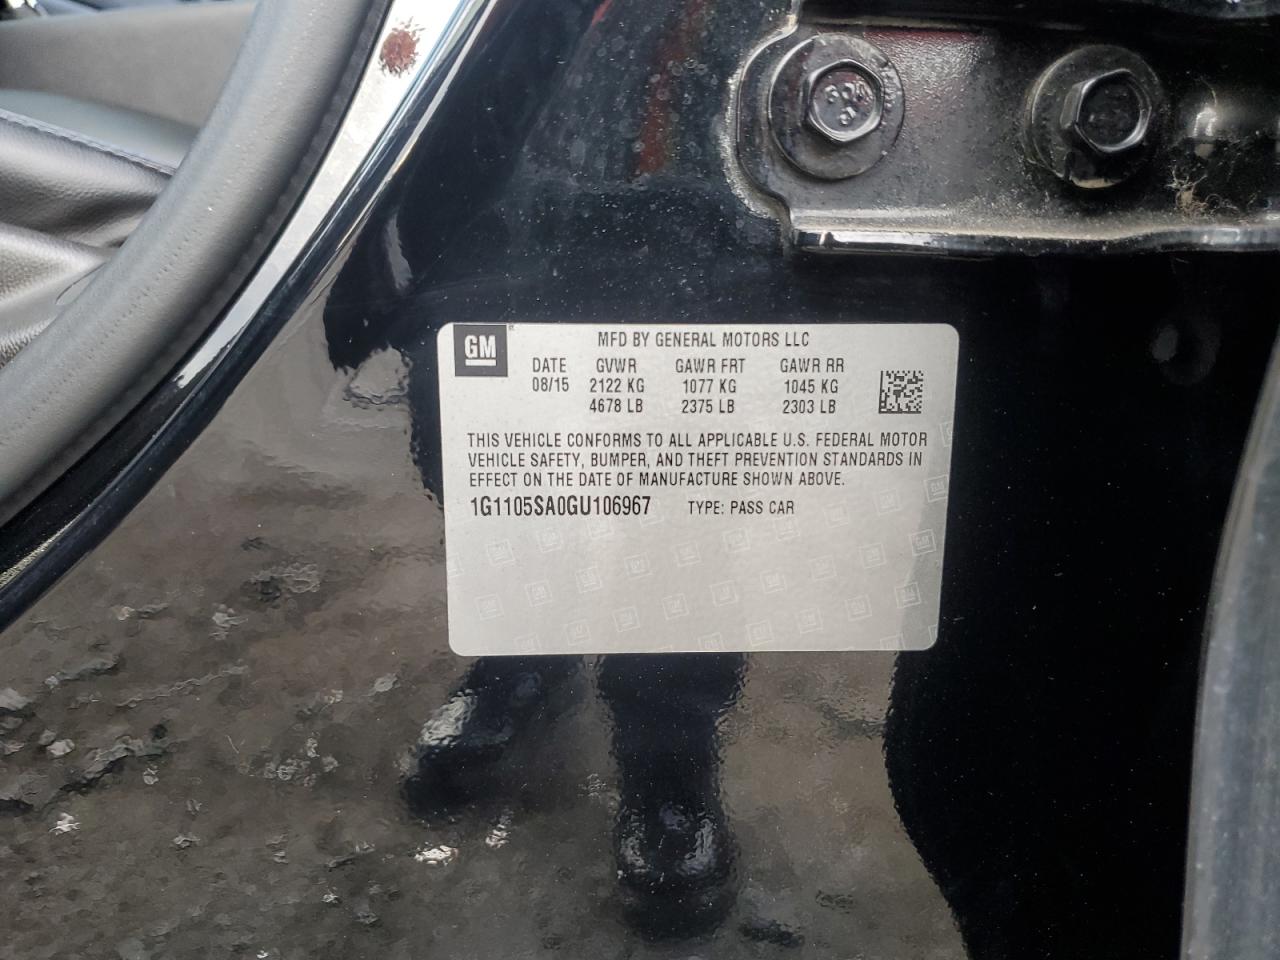 GM
MFD BY GENERAL MOTORS LLC
DATE GVWR GAWR FRT GAWR RR
08/15 2122 KG 1077 KG 1045 KG
4678 LB 2375 LB 2303 LB
THIS VEHICLE CONFORMS TO ALL APPLICABLE U.S. FEDERAL MOTOR
VEHICLE SAFETY, BUMPER, AND THEFT PREVENTION STANDARDS IN
EFFECT ON THE DATE OF MANUFACTURE SHOWN ABOVE.
1G1105SA0GU106967 TYPE: PASS CAR